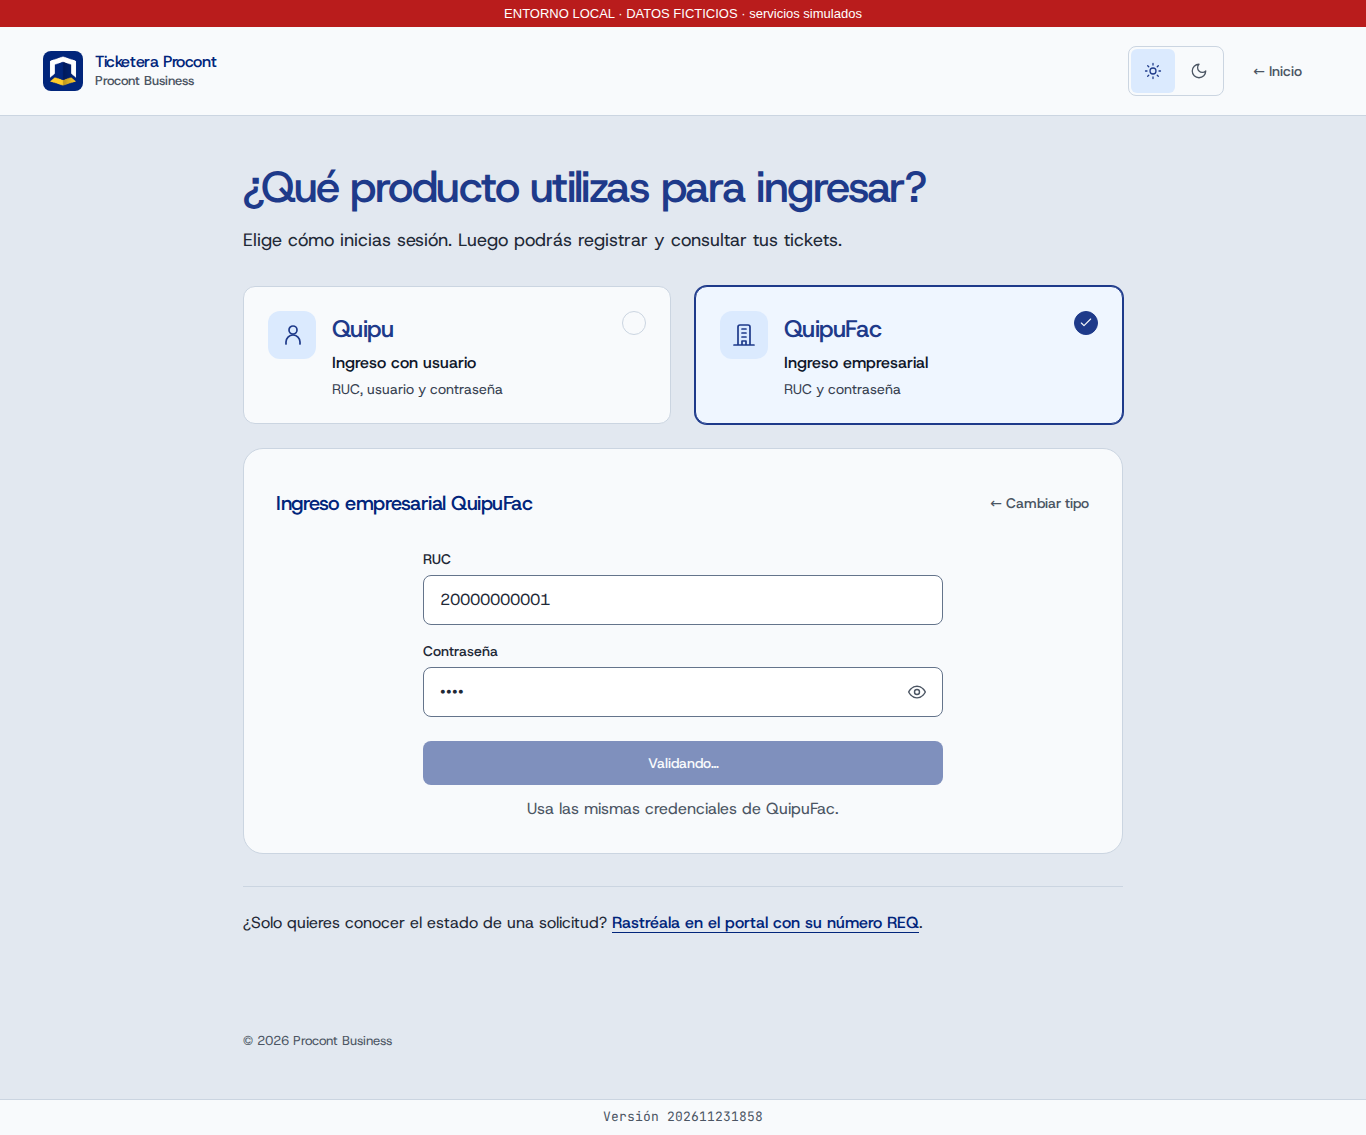 ENTORNO LOCAL · DATOS FICTICIOS · servicios simulados
Ticketera Procont
Procont Business
← Inicio
¿Qué producto utilizas para ingresar?
Elige cómo inicias sesión. Luego podrás registrar y consultar tus tickets.
Quipu
Ingreso con usuario
RUC, usuario y contraseña
QuipuFac
Ingreso empresarial
RUC y contraseña
Ingreso empresarial QuipuFac
← Cambiar tipo
RUC
20000000001
Contraseña
••••
Validando…
Usa las mismas credenciales de QuipuFac.
¿Solo quieres conocer el estado de una solicitud? Rastréala en el portal con su número REQ.
© 2026 Procont Business
Versión 202611231858